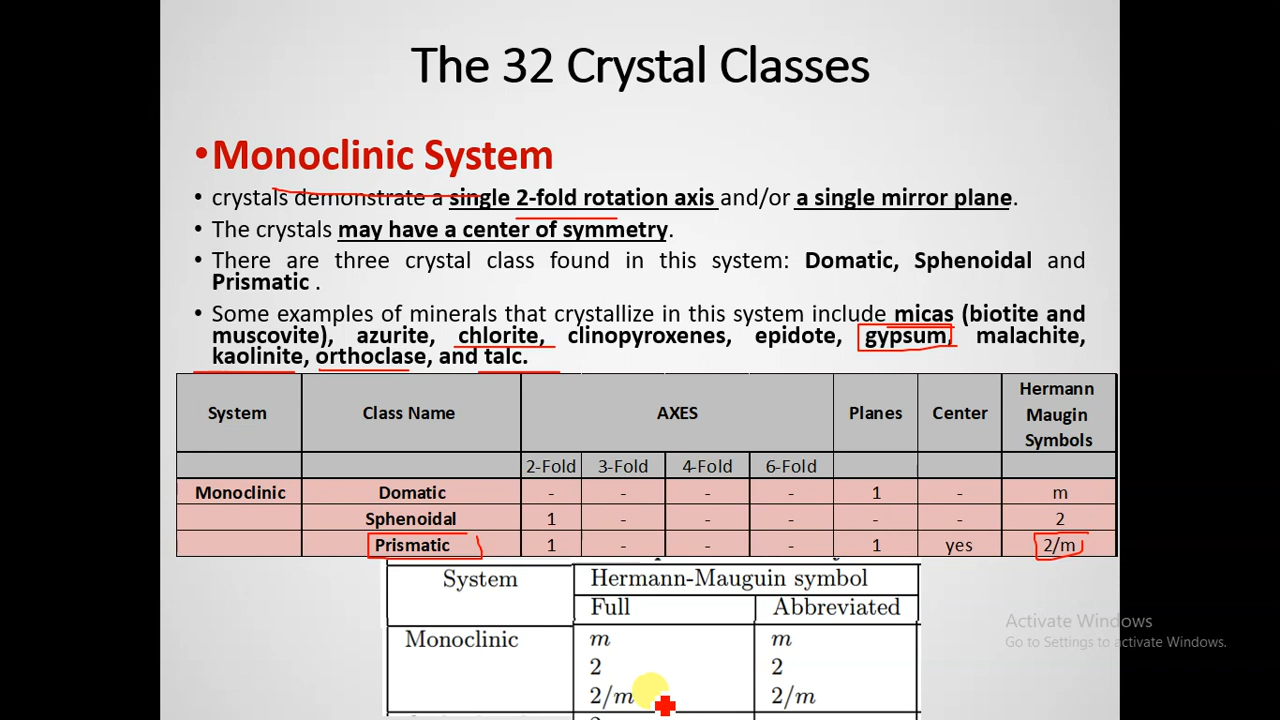 The 32 Crystal Classes
•Monoclinic System
• crystals demonstrate a single 2-fold rotation axis and/or a single mirror plane.
• The crystals may have a center of symmetry.
• There are three crystal class found in this system: Domatic, Sphenoidal and
Prismatic .
• Some examples of minerals that crystallize in this system include micas (biotite and
muscovite), azurite, chlorite, clinopyroxenes, epidote, gypsum, malachite,
kaolinite, orthoclase, and talc.
System Class Name AXES Planes Center Hermann Maugin Symbols
2-Fold 3-Fold 4-Fold 6-Fold
Monoclinic Domatic - - - - 1 - m
Sphenoidal 1 - - - - - 2
Prismatic 1 - - - 1 yes 2/m
System Hermann-Mauguin symbol
Full Abbreviated
Monoclinic m m
2 2
2/m 2/m
Activate Windows
Go to Settings to activate Windows.